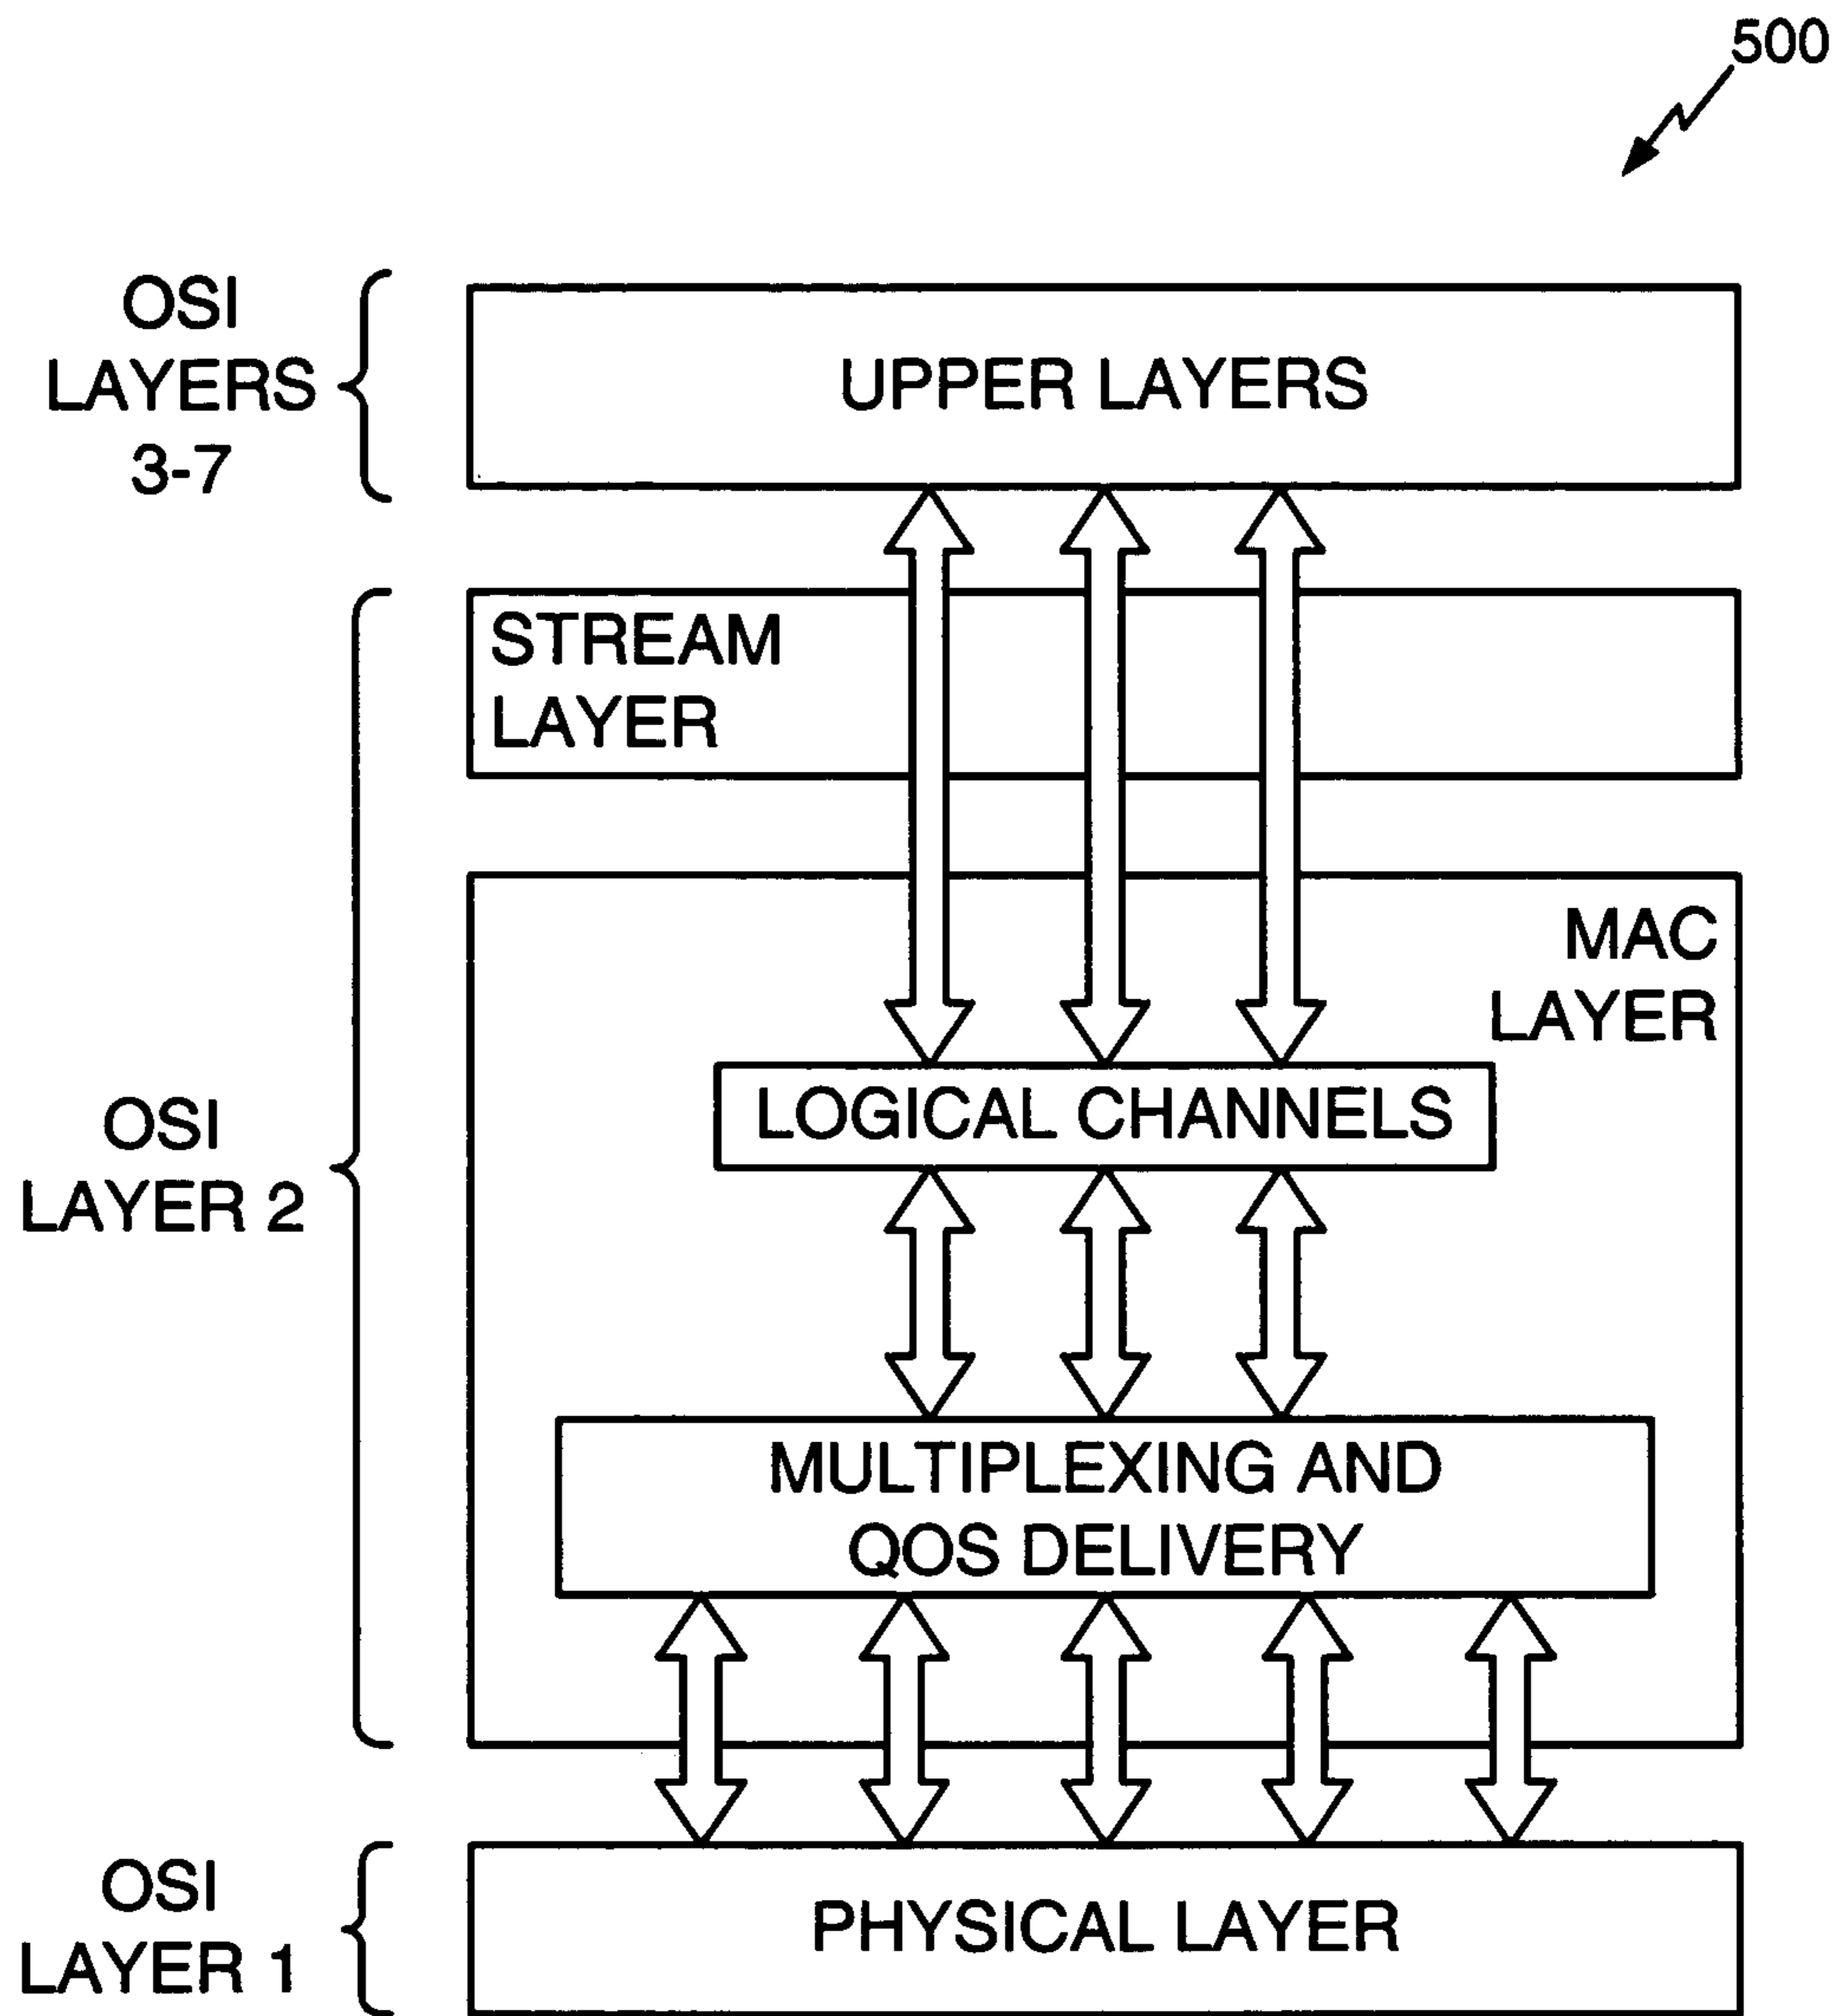 500
OSI
LAYERS
3-7
UPPER LAYERS
STREAM
LAYER
MAC
LAYER
OSI
LAYER 2
LOGICAL CHANNELS
MULTIPLEXING AND
QOS DELIVERY
OSI
LAYER 1
PHYSICAL LAYER